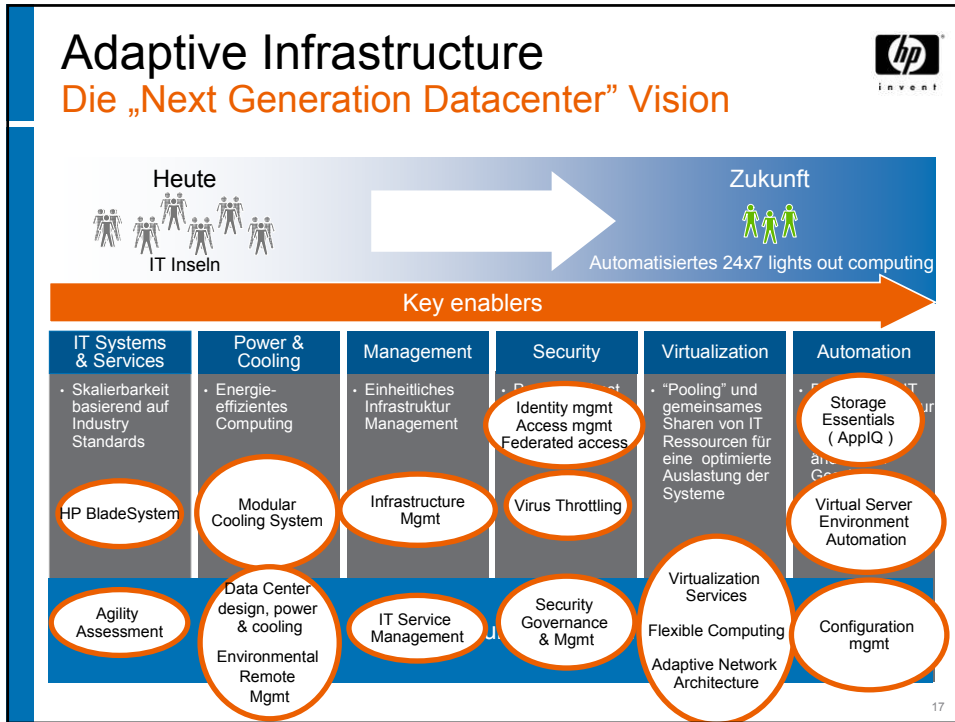 Adaptive Infrastructure
Die „Next Generation Datacenter” Vision
hp
invent
Heute
IT Inseln
Zukunft
Automatisiertes 24x7 lights out computing
Key enablers
IT Systems
& Services
· Skalierbarkeit
basierend auf
Industry
Standards
HP BladeSystem
Agility
Assessment
Power &
Cooling
· Energie-
effizientes
Computing
Modular
Cooling System
Data Center
design, power
& cooling
Environmental
Remote
Mgmt
Management
· Einheitliches
Infrastruktur
Management
Infrastructure
Mgmt
IT Service
Management
Security
Identity mgmt
Access mgmt
Federated access
Virus Throttling
Security
Governance
& Mgmt
Virtualization
· “Pooling” und
gemeinsames
Sharen von IT
Ressourcen für
eine optimierte
Auslastung der
Systeme
Virtualization
Services
Flexible Computing
Adaptive Network
Architecture
Automation
IT
Storage
Essentials
( AppIQ )
Virtual Server
Environment
Automation
Configuration
mgmt
17